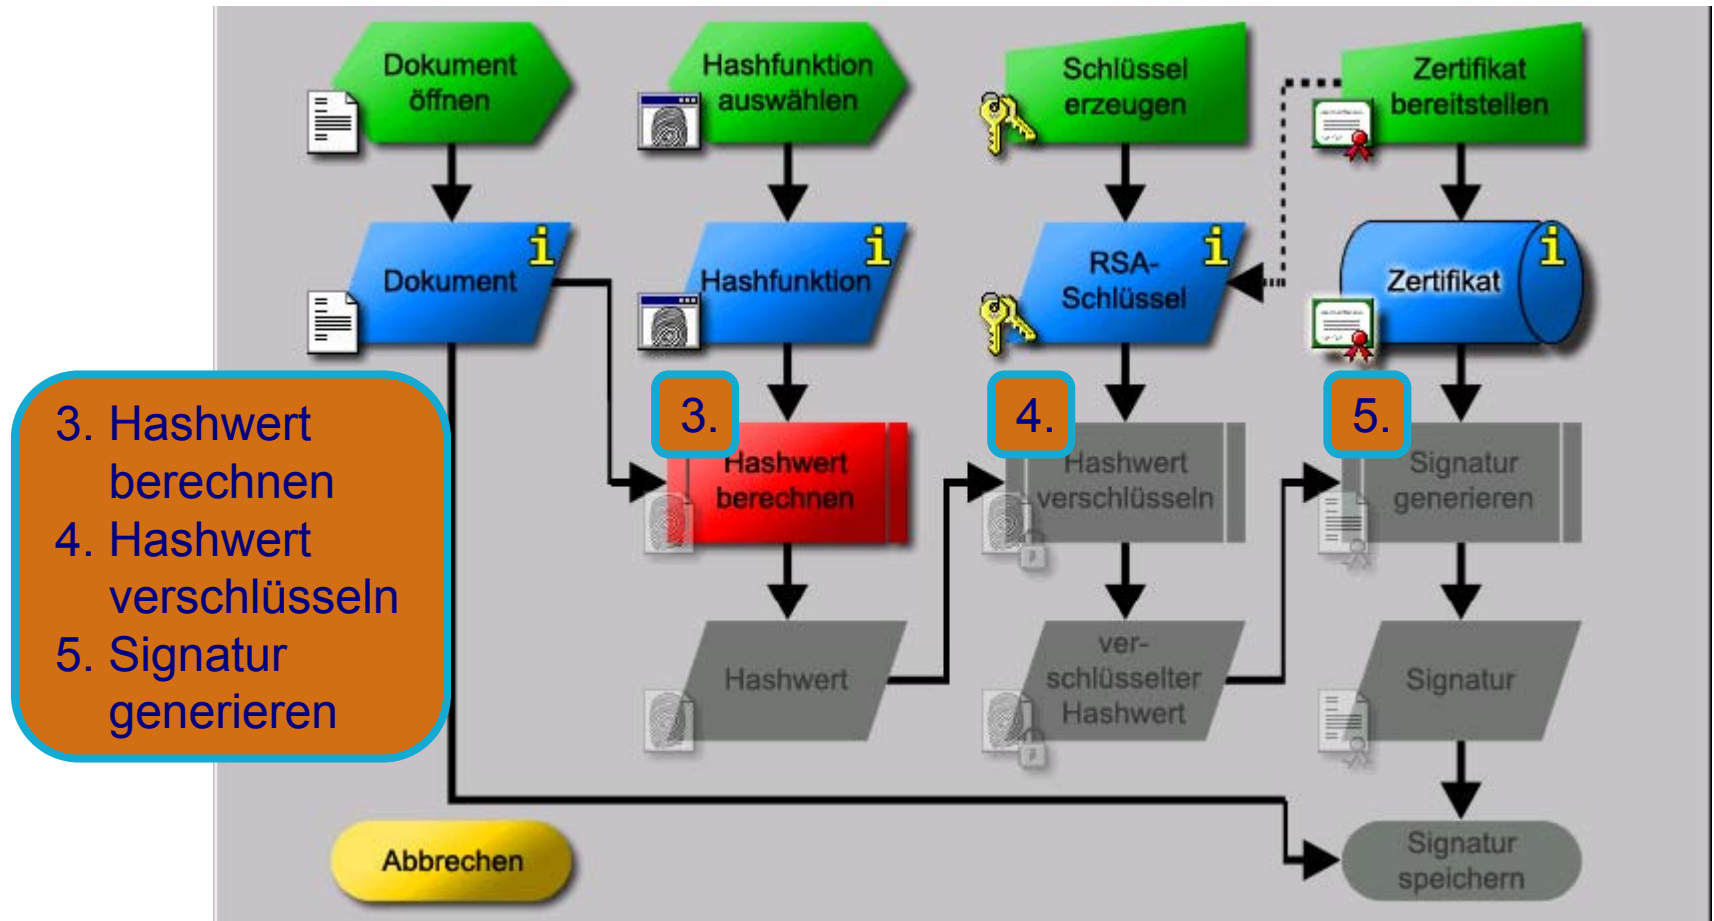 Dokument
öffnen
Hashfunktion
auswählen
Schlüssel
erzeugen
Zertifikat
bereitstellen
Dokument
i
Hashfunktion
i
RSA-
Schlüssel
i
Zertifikat
i
3. Hashwert
berechnen
4. Hashwert
verschlüsseln
5. Signatur
generieren
3.
Hashwert
berechnen
4.
Hashwert
verschlüsseln
5.
Signatur
generieren
Hashwert
ver-
schlüsselter
Hashwert
Signatur
Abbrechen
Signatur
speichern